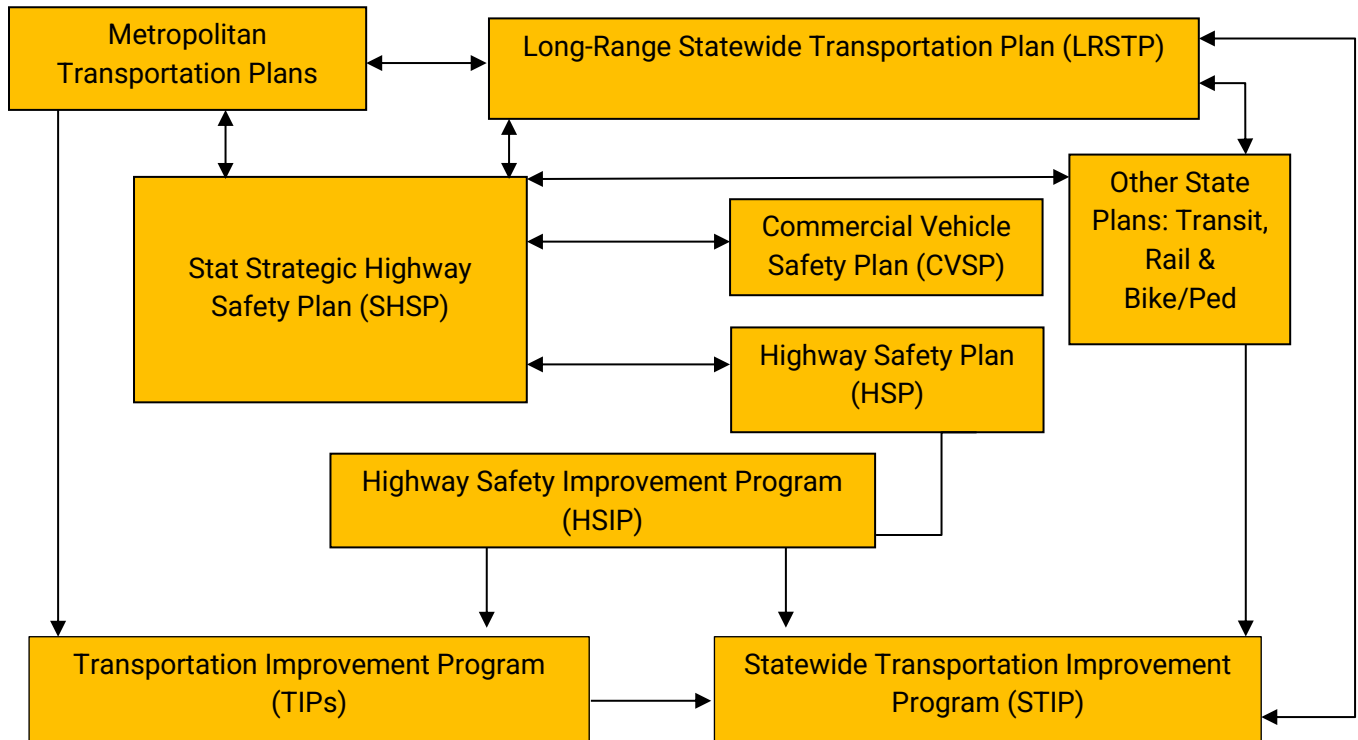 Metropolitan
Transportation Plans
Long-Range Statewide Transportation Plan (LRSTP)
Other State
Plans: Transit,
Rail &
Bike/Ped
Commercial Vehicle
Safety Plan (CVSP)
Stat Strategic Highway
Safety Plan (SHSP)
Highway Safety Plan
(HSP)
Highway Safety Improvement Program
(HSIP)
Transportation Improvement Program
(TIPs)
Statewide Transportation Improvement
Program (STIP)